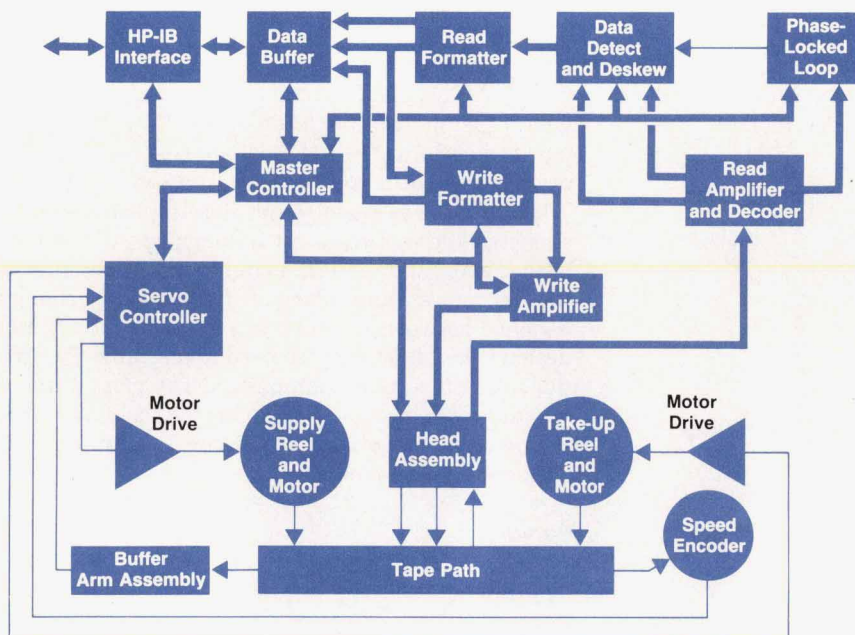 HP-IB
Interface
Data
Buffer
Read
Formatter
Data
Detect
and Deskew
Phase-
Locked
Loop
Master
Controller
Write
Formatter
Read
Amplifier
and Decoder
Servo
Controller
Write
Amplifier
Motor
Drive
Supply
Reel
and
Motor
Head
Assembly
Take-Up
Reel
and
Motor
Motor
Drive
Speed
Encoder
Buffer
Arm Assembly
Tape Path